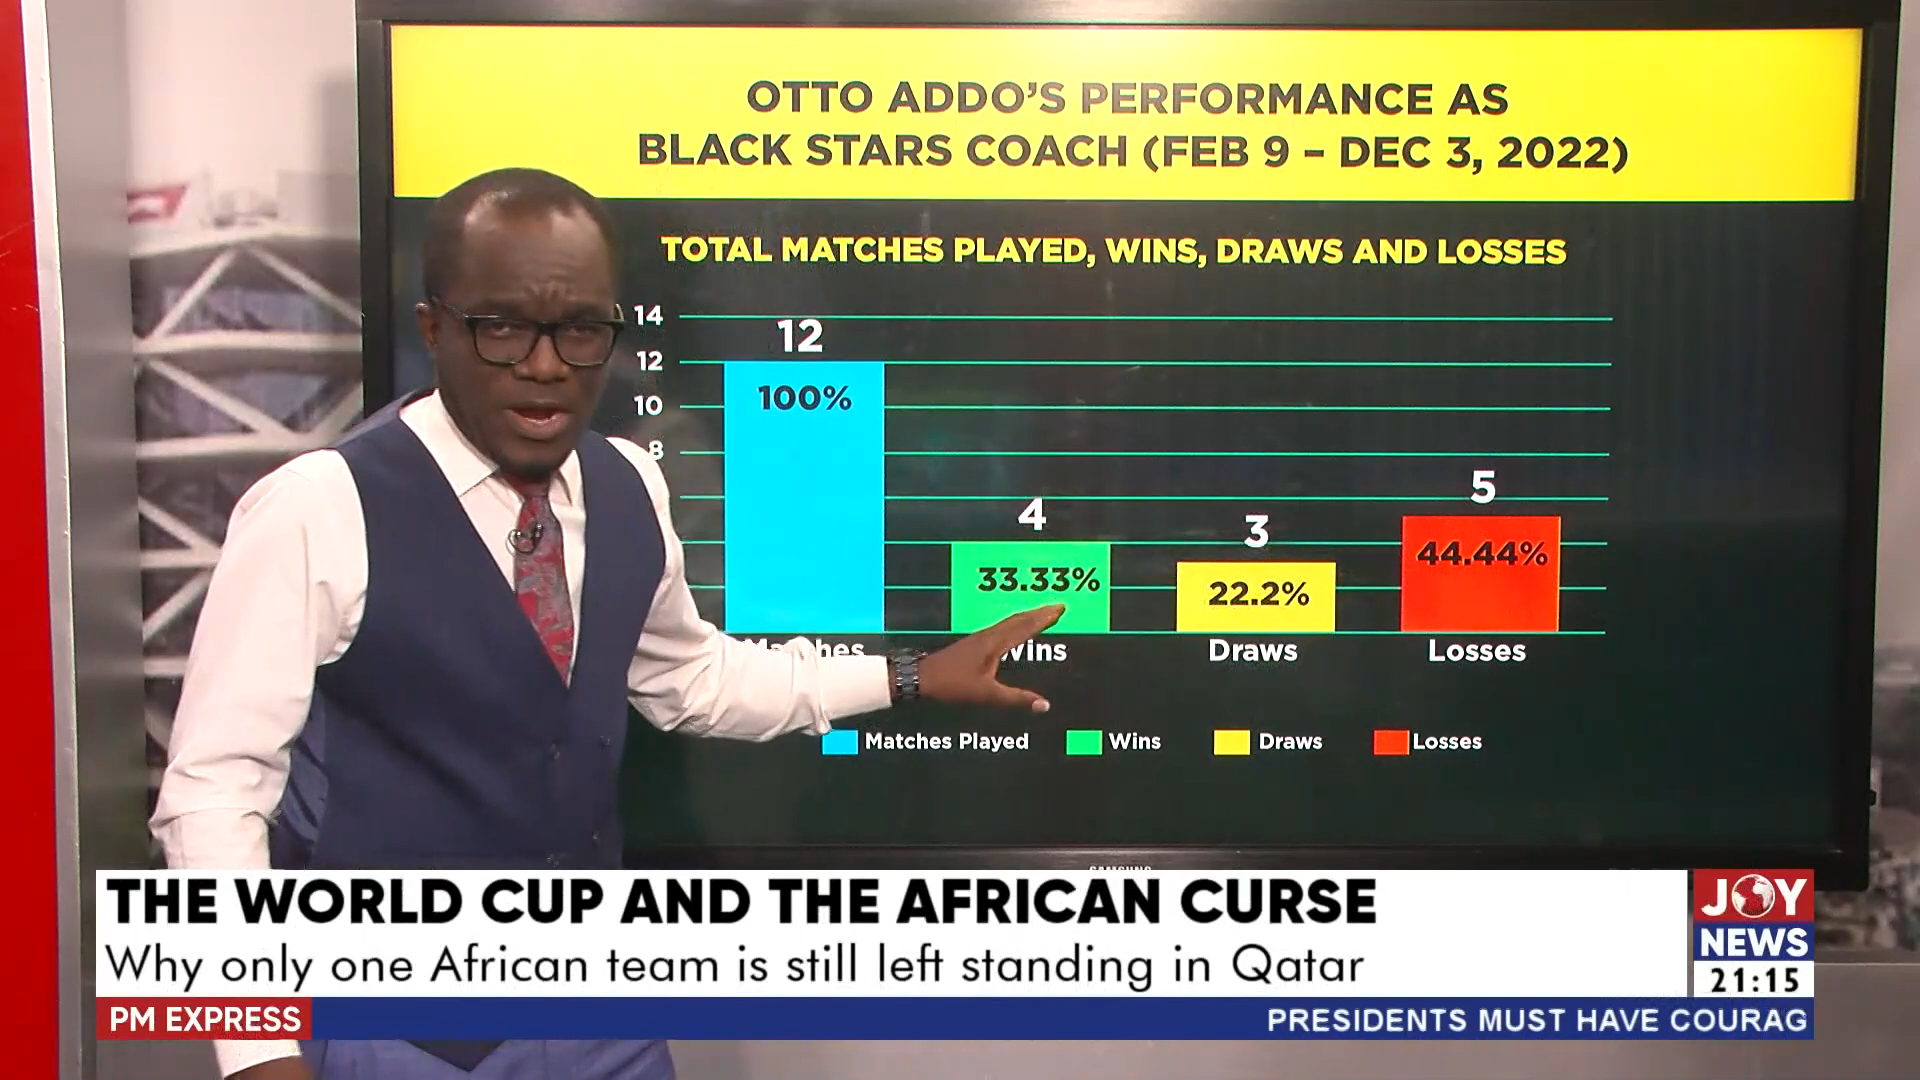 OTTO ADDO'S PERFORMANCE AS
BLACK STARS COACH (FEB 9 – DEC 3, 2022)
TOTAL MATCHES PLAYED, WINS, DRAWS AND LOSSES
14
12
10
8
12
100%
4
33.33%
3
22.2%
5
44.44%
Draws
Losses
Matches Played
Wins
Draws
Losses
THE WORLD CUP AND THE AFRICAN CURSE
Why only one African team is still left standing in Qatar
JOY
NEWS
21:15
PM EXPRESS
PRESIDENTS MUST HAVE COURAG